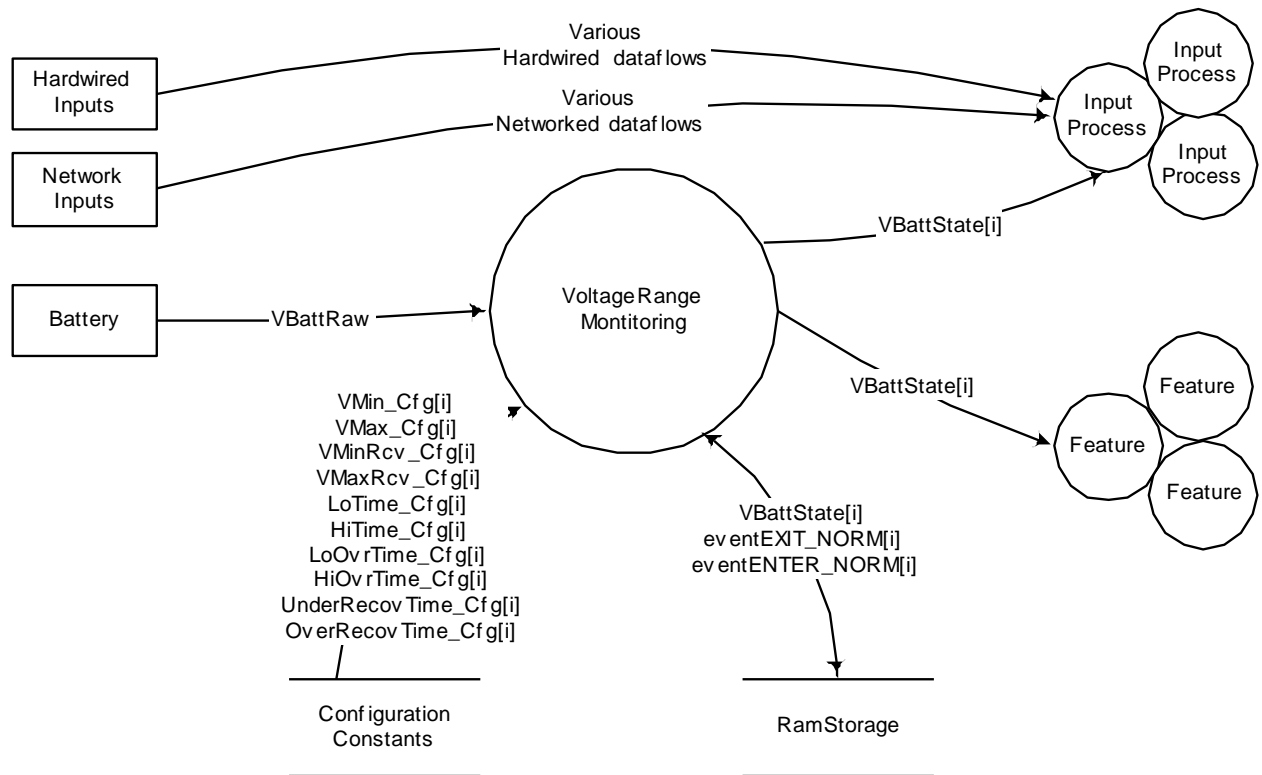 Various
Hardwired dataflows
Hardwired
Inputs
Various
Networked dataflows
Network
Inputs
Input
Process
Input
Process
Input
Process
VBattState[i]
Battery
VBattRaw
VoltageRange
Montitoring
VBattState[i]
Feature
Feature
Feature
VMin_Cfg[i]
VMax_Cfg[i]
VMinRcv_Cfg[i]
VMaxRcv_Cfg[i]
LoTime_Cfg[i]
HiTime_Cfg[i]
LoOvrTime_Cfg[i]
HiOvrTime_Cfg[i]
UnderRecovTime_Cfg[i]
OverRecovTime_Cfg[i]
VBattState[i]
eventEXIT_NORM[i]
eventENTER_NORM[i]
Configuration
Constants
RamStorage